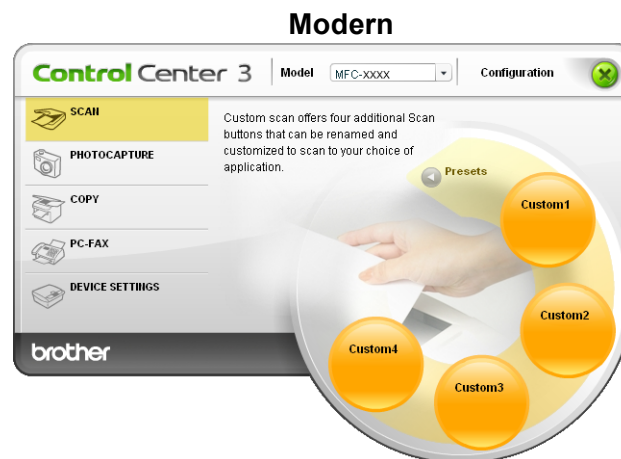 Modern
Control Center 3
Model
MFC-XXXX
Configuration
SCAN
PHOTOCAPTURE
COPY
PC-FAX
DEVICE SETTINGS
Custom scan offers four additional Scan
buttons that can be renamed and
customized to scan to your choice of
application.
Presets
Custom1
Custom2
Custom3
Custom4
brother